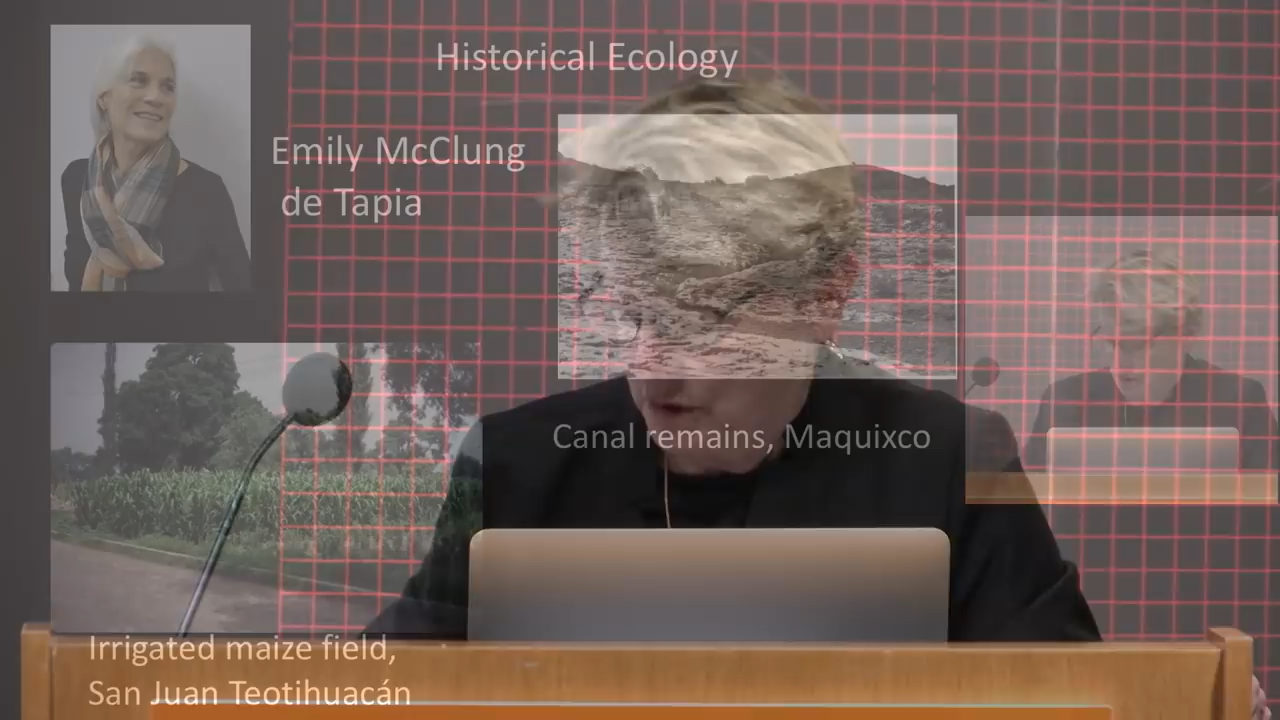 Historical Ecology
Emily McClung
de Tapia
Canal remains, Maquixco
Irrigated maize field,
San Juan Teotihuacán